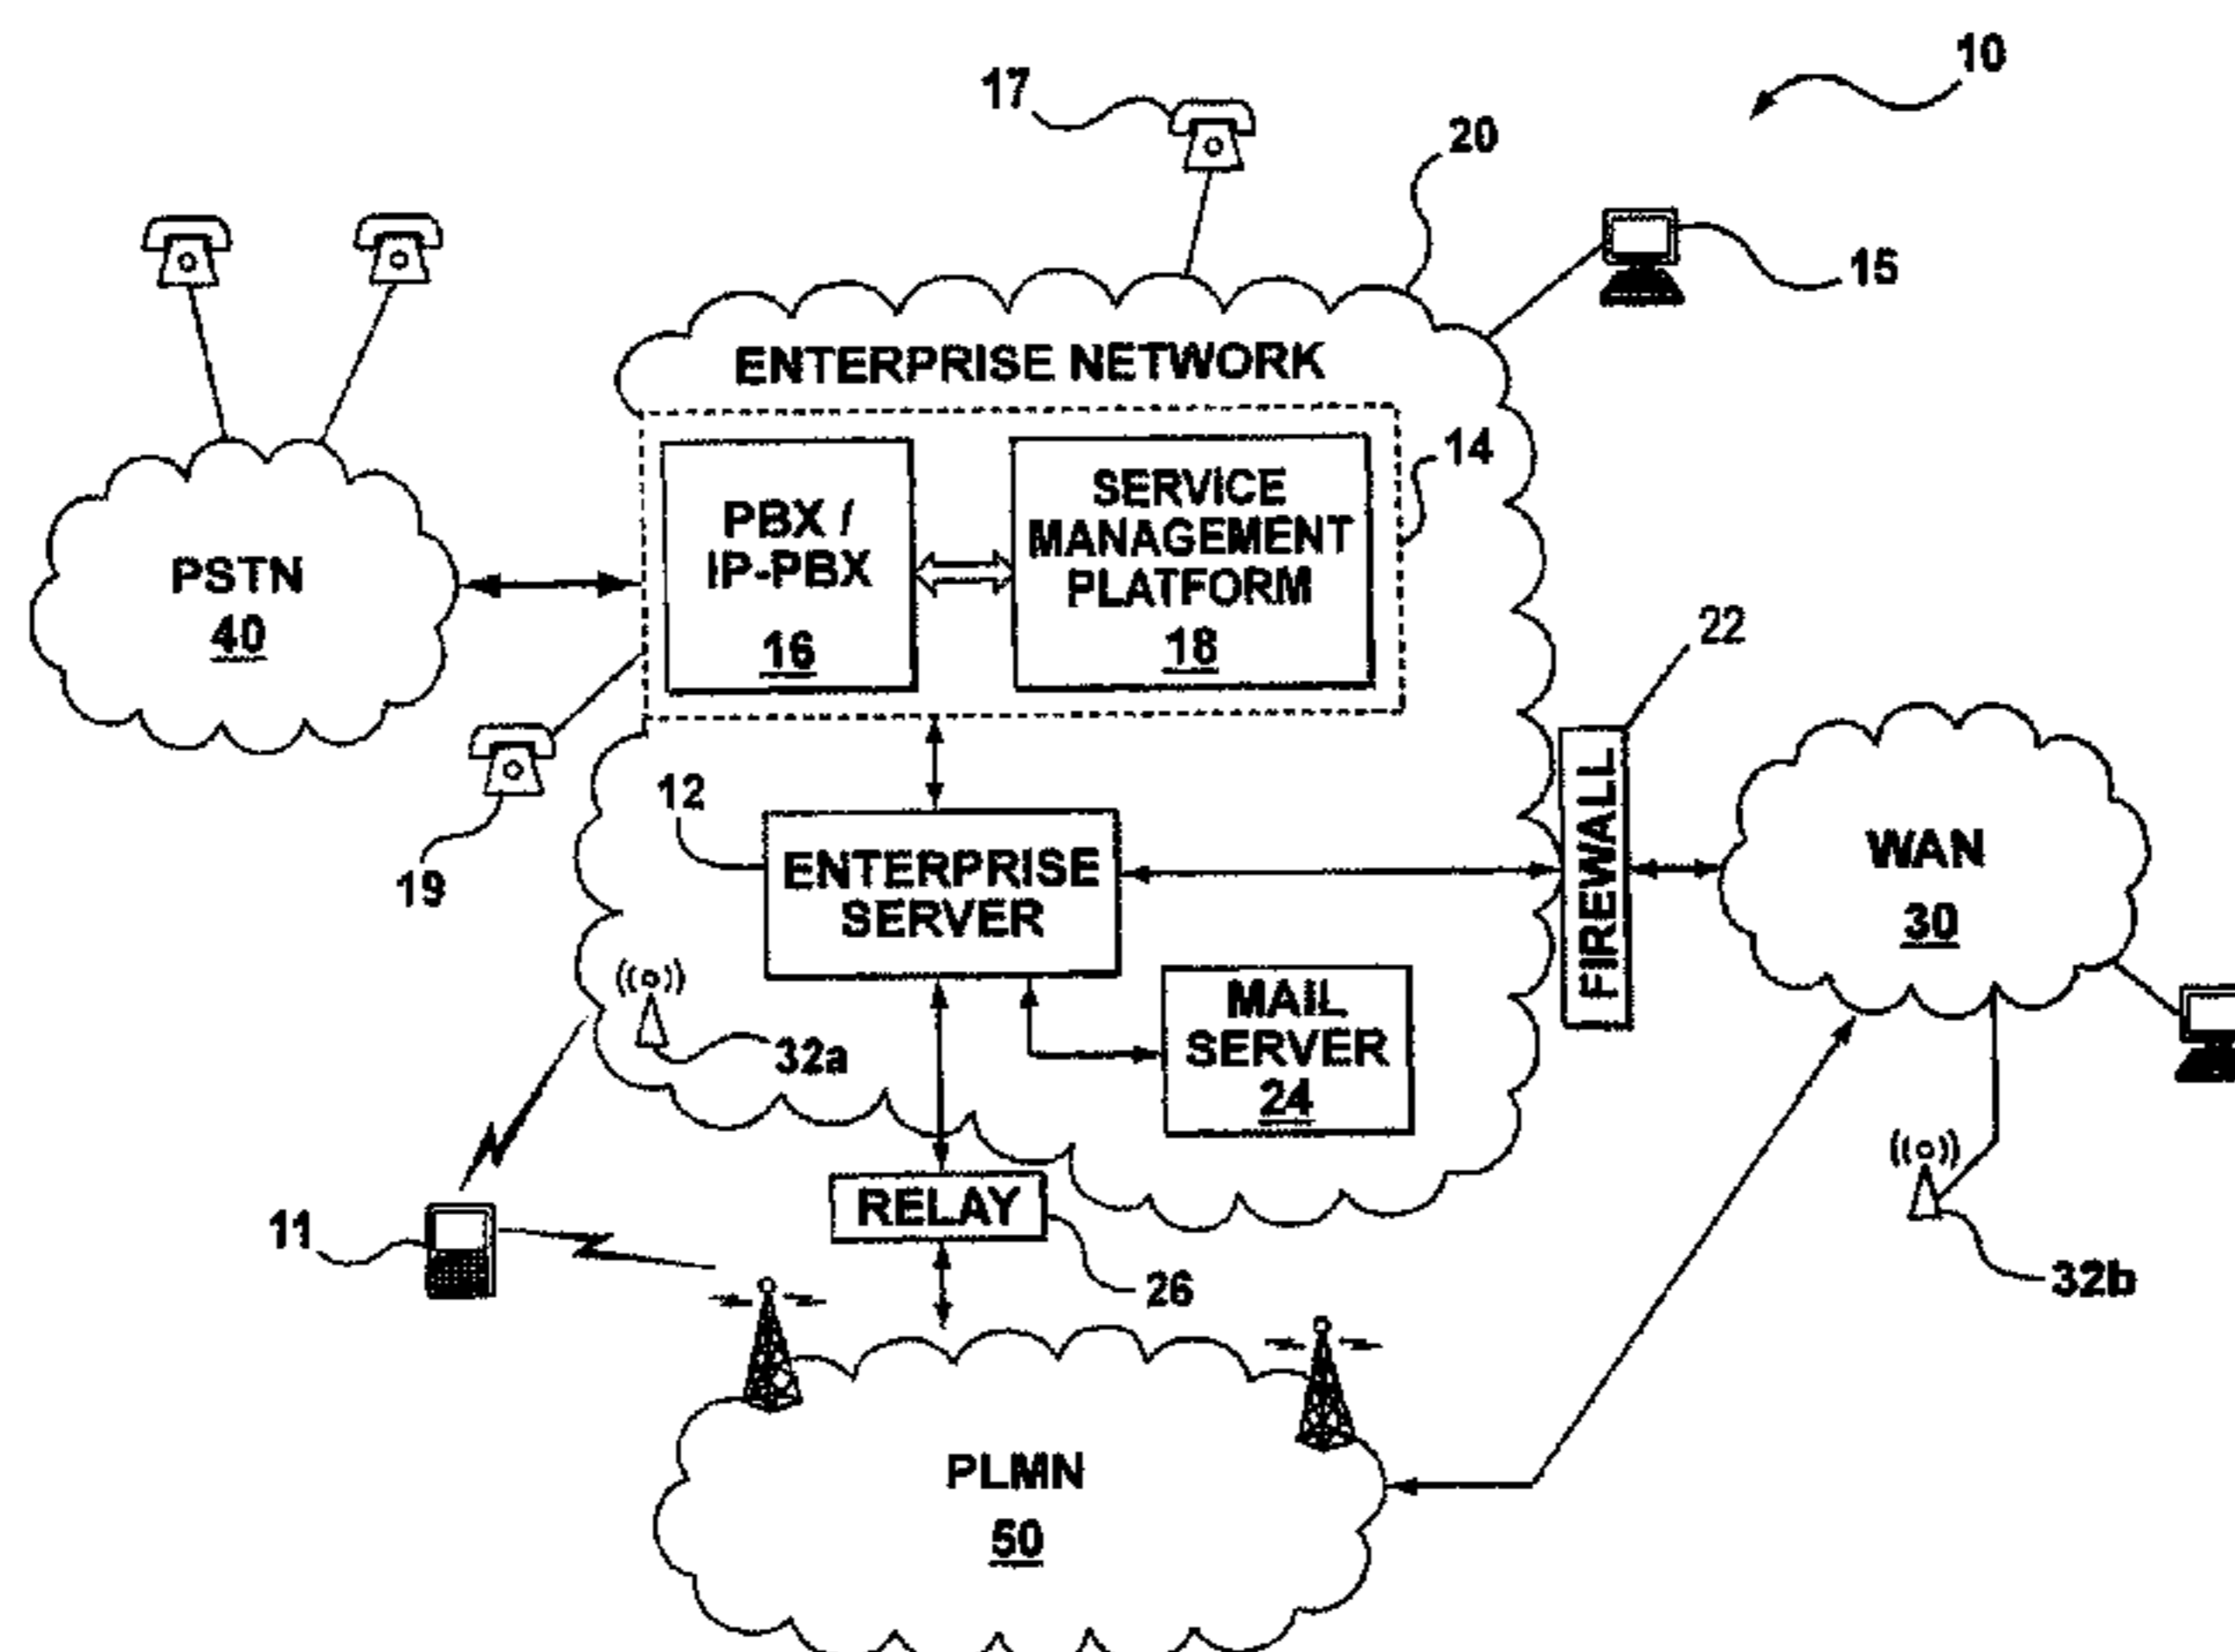 10
17
20
15
ENTERPRISE NETWORK
14
PBX /
IP-PBX
16
SERVICE
MANAGEMENT
PLATFORM
18
PSTN
40
22
19
12
ENTERPRISE
SERVER
FIREWALL
WAN
30
32a
MAIL
SERVER
24
11
RELAY
26
32b
PLMN
50